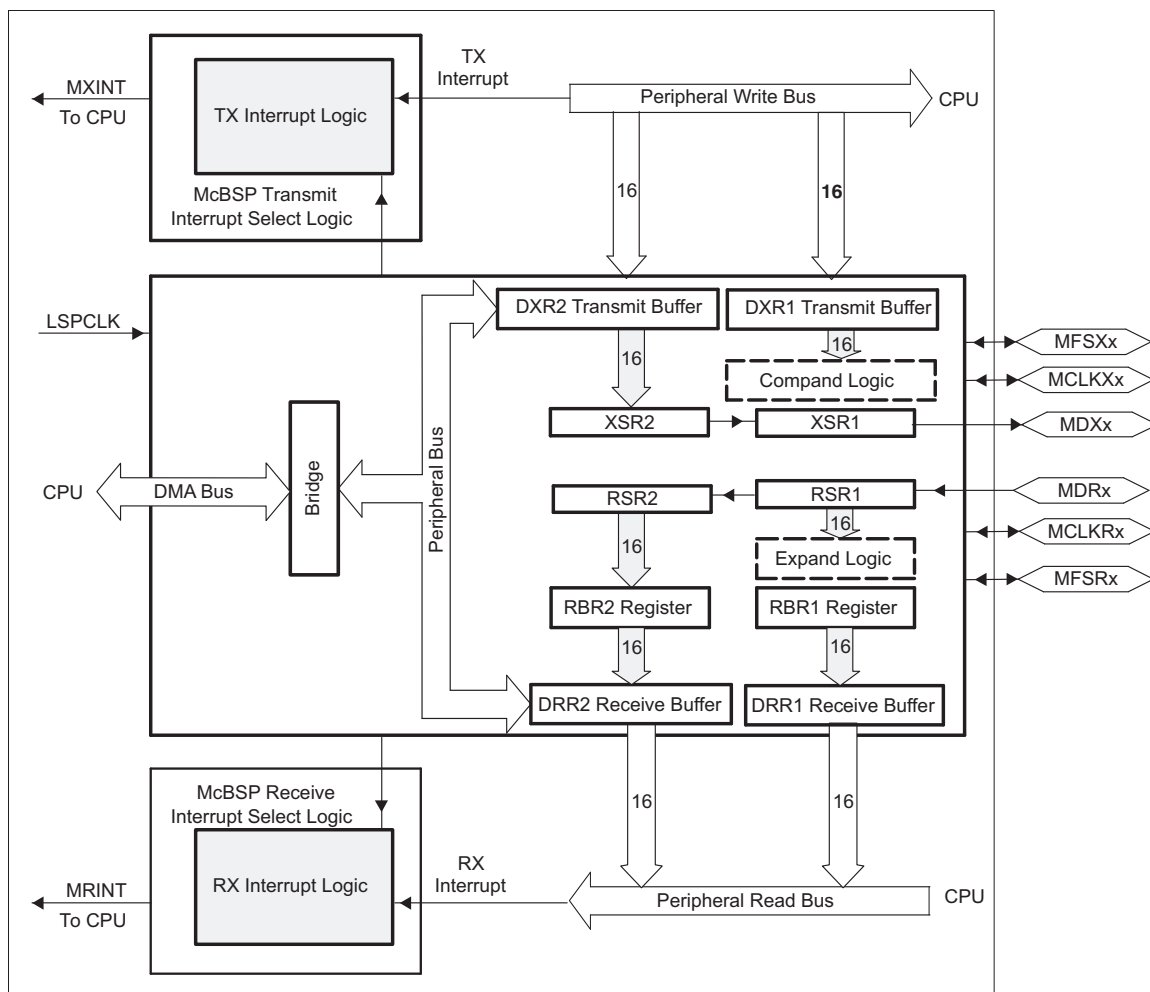 TX
Interrupt
MXINT
To CPU
TX Interrupt Logic
Peripheral Write Bus
CPU
McBSP Transmit
Interrupt Select Logic
16
16
LSPCLK
DXR2 Transmit Buffer
DXR1 Transmit Buffer
16
16
Compand Logic
MFSXx
MCLKXx
XSR2
XSR1
MDXx
Peripheral Bus
CPU
DMA Bus
Bridge
RSR2
RSR1
MDRx
16
16
MCLKRx
Expand Logic
MFSRx
RBR2 Register
RBR1 Register
16
16
DRR2 Receive Buffer
DRR1 Receive Buffer
McBSP Receive
Interrupt Select Logic
16
16
RX
Interrupt
MRINT
To CPU
RX Interrupt Logic
Peripheral Read Bus
CPU